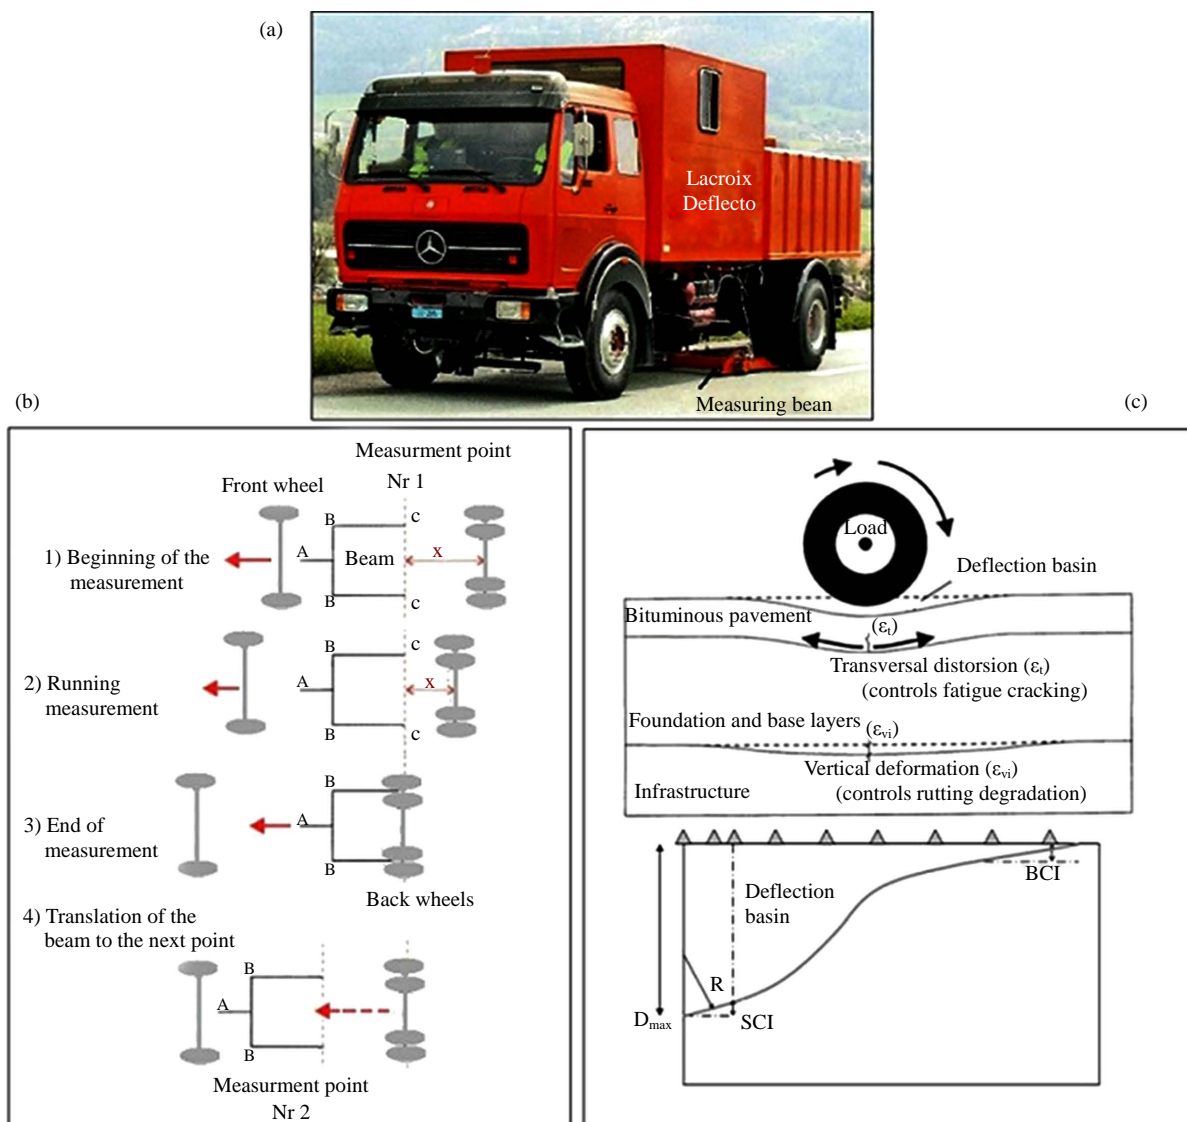 (a)
Lacroix
Deflecto
Measuring bean
(b)
Measurment point
Nr 1
Front wheel
B
c
A
Beam
x
1) Beginning of the
measurement
B
c
B
c
A
x
2) Running
measurement
B
c
B
A
3) End of
measurement
B
Back wheels
4) Translation of the
beam to the next point
B
A
B
Measurment point
Nr 2
(c)
Load
Deflection basin
Bituminous pavement
(εt)
Transversal distorsion (εt)
(controls fatigue cracking)
Foundation and base layers
(εvi)
Vertical deformation (εvi)
(controls rutting degradation)
Infrastructure
BCI
Deflection
basin
R
Dmax
SCI